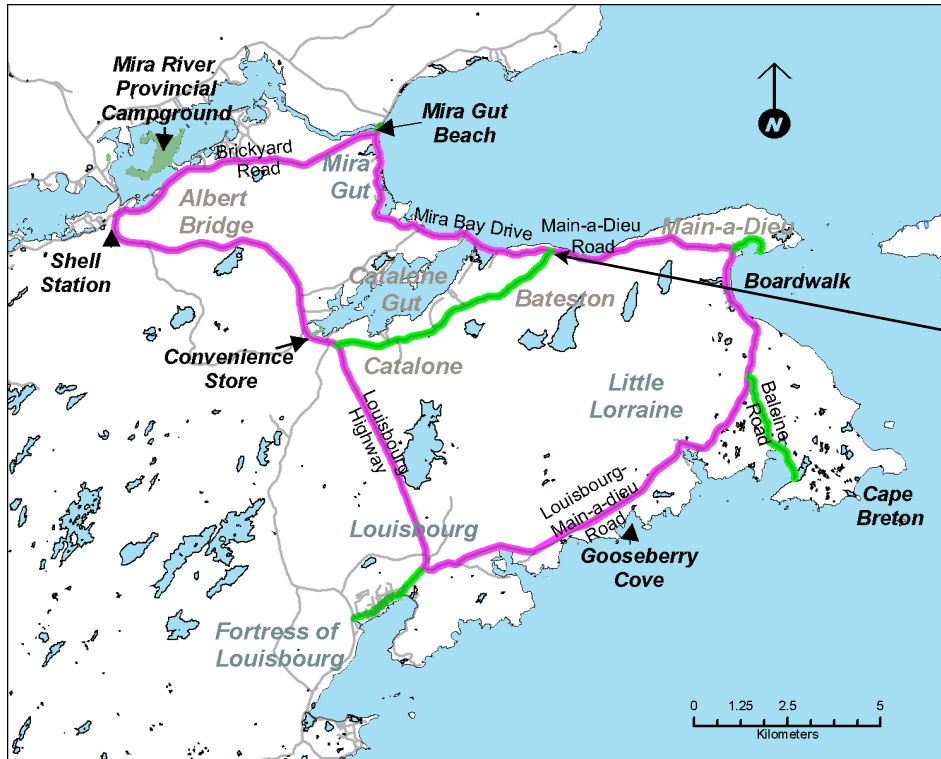 Mira River
Provincial
Campground
N
Mira Gut
Beach
Brickyard
Road
Mira
Gut
Albert
Bridge
Mira Bay Drive
Main-a-Dieu
Road
Main-a-Dieu
Shell
Station
Catalone
Gut
Boardwalk
Bateston
Convenience
Store
Catalone
Little
Lorraine
Baleine
Road
Louisbourg
Highway
Louisbourg-
Main-a-dieu
Road
Cape
Breton
Louisbourg
Gooseberry
Cove
Fortress of
Louisbourg
0 1.25 2.5 5
Kilometers